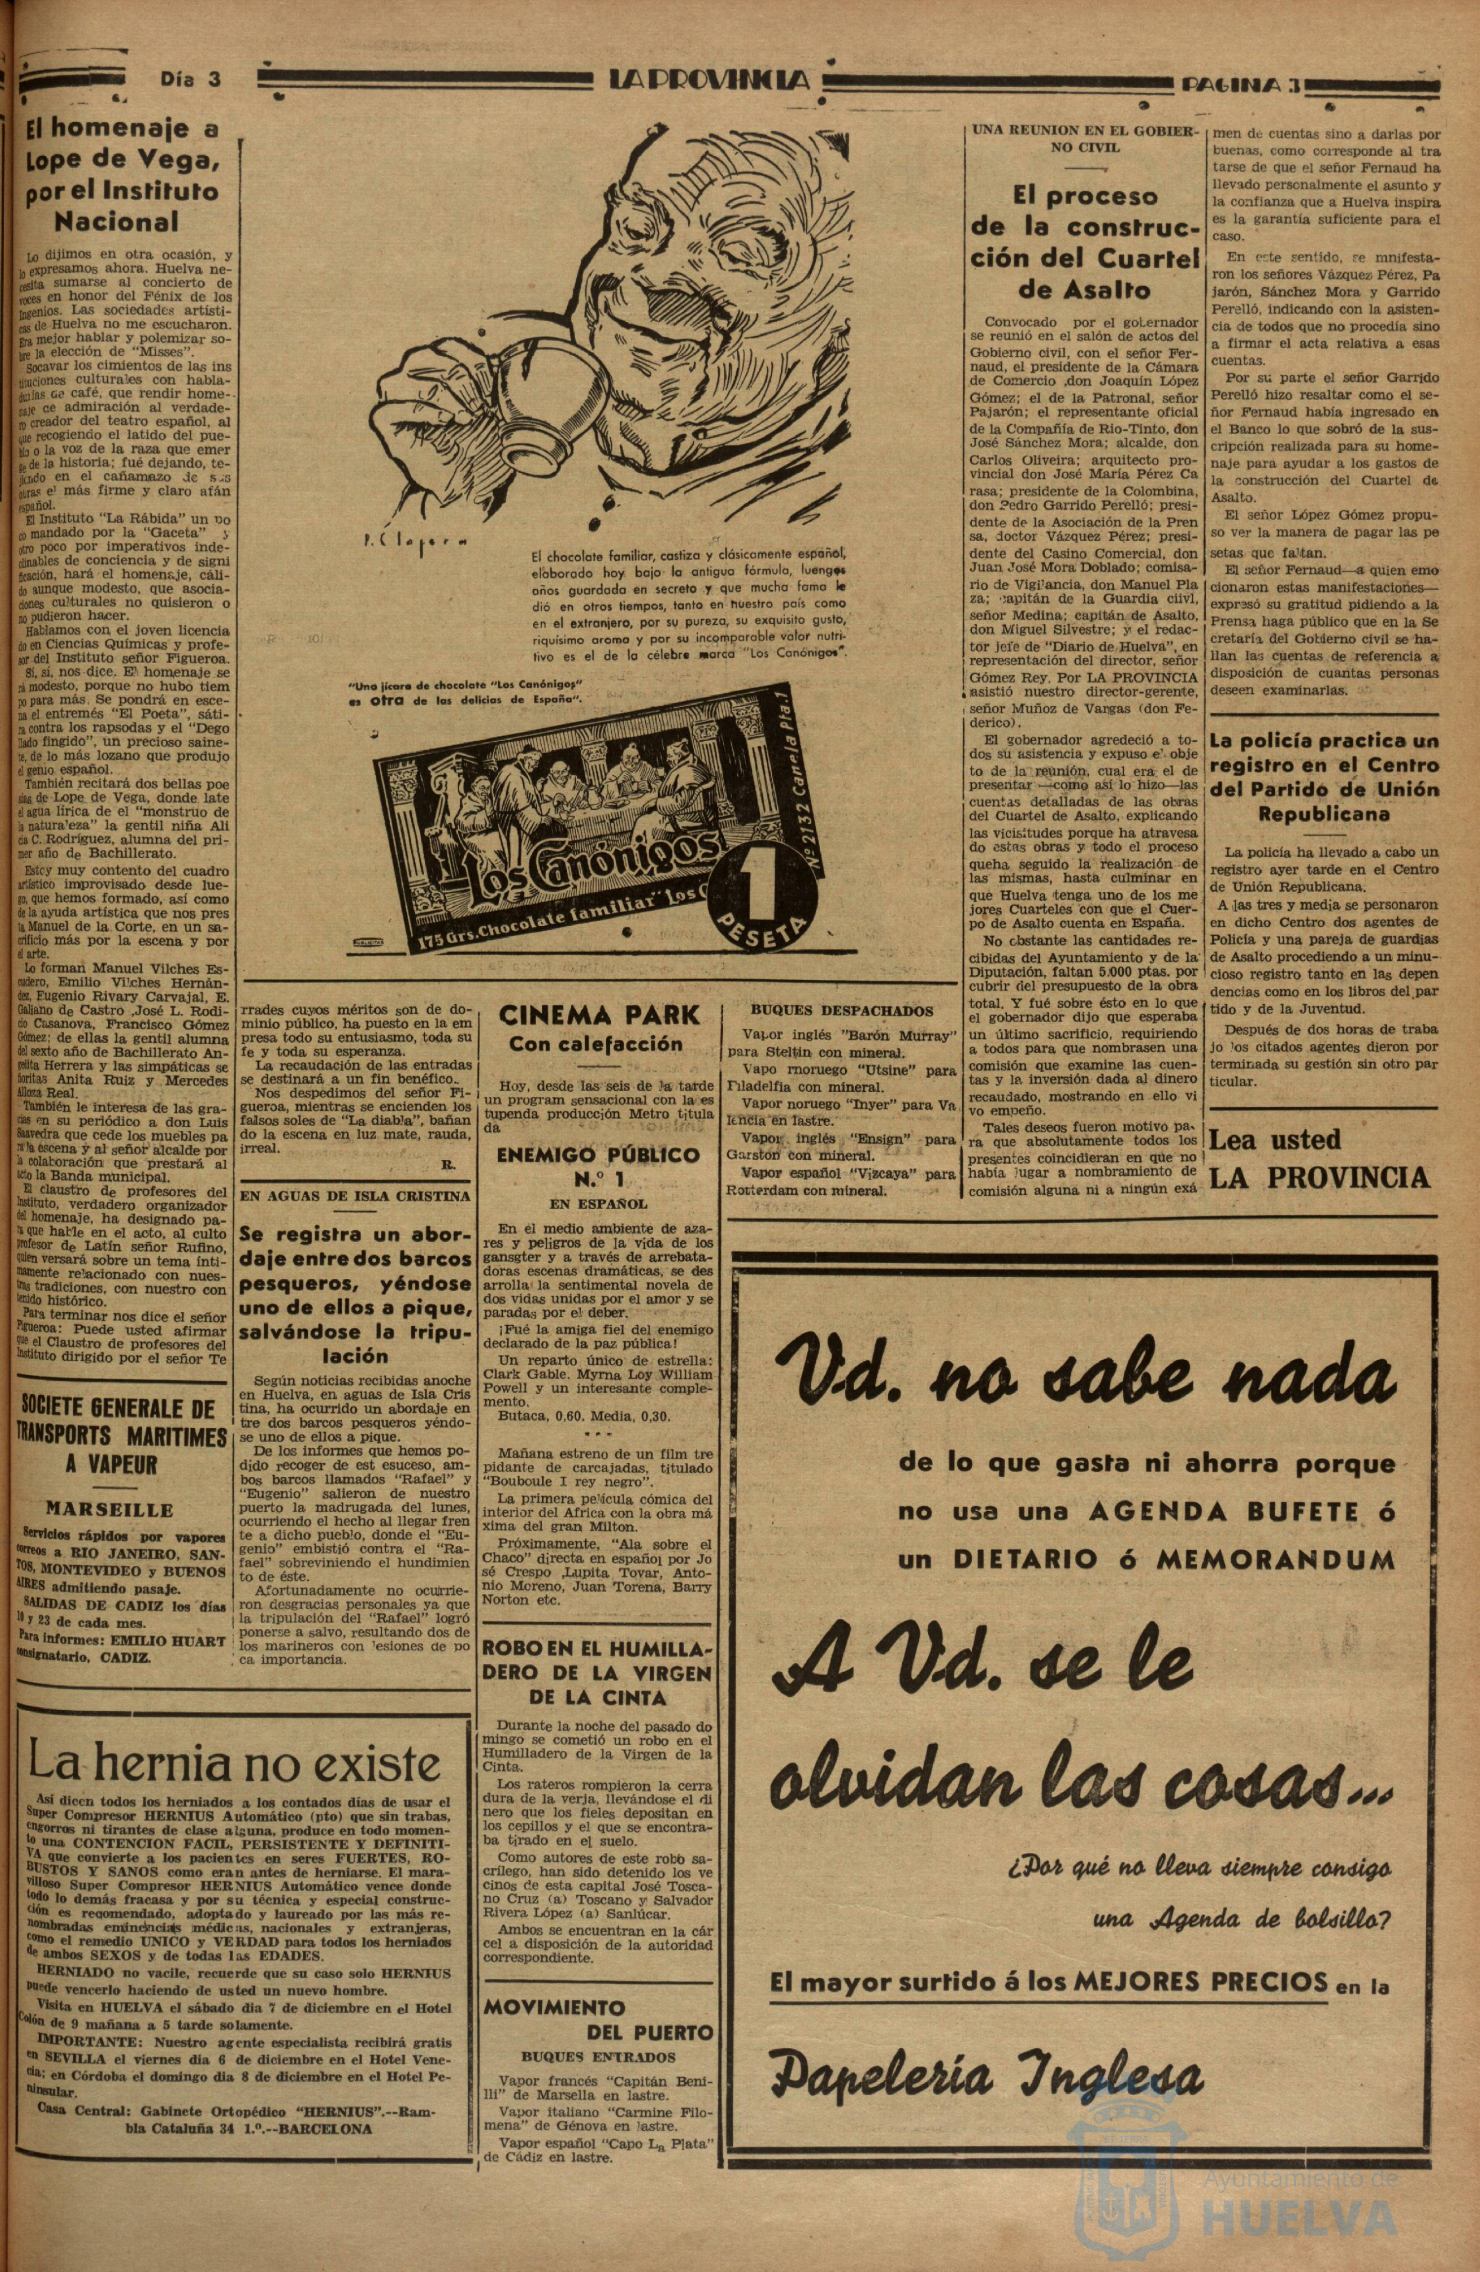 Día 3
LA PROVINCIA
PAGINA 3
El homenaje a
Lope de Vega,
por el Instituto
Nacional
Lo dijimos en otra ocasión, y
lo expresamos ahora. Huelva ne-
cesita sumarse al concierto de
voces en honor del Fénix de los
Ingenios. Las sociedades artísti-
cas de Huelva no me escucharon.
Era mejor hablar y polemizar so-
bre la elección de "Misses".
Socavar los cimientos de las ins
tituciones culturales con habla-
durías de café, que rendir home-
naje de admiración al verdade-
ro creador del teatro español, al
que recogiendo el latido del pue-
blo o la voz de la raza que emer
ge de la historia; fué dejando, te-
jiendo en el cañamazo de sus
obras el más firme y claro afán
español.
El Instituto "La Rábida" un po
co mandado por la "Gaceta" y
otro poco por imperativos inde-
clinables de conciencia y de signi
ficación, hará el homenaje, cáli-
do aunque modesto, que asocia-
ciones culturales no quisieron o
no pudieron hacer.
Hablamos con el joven licencia
do en Ciencias Químicas y profe-
sor del Instituto señor Figueroa.
Sí, sí, nos dice. El homenaje se
rá modesto, porque no hubo tiem
po para más. Se pondrá en esce-
na el entremés "El Poeta", sáti-
ra contra los rapsodas y el "Dego
llado fingido", un precioso saine-
te, de lo más lozano que produjo
el genio español.
También recitará dos bellas poe
sías de Lope de Vega, donde late
el agua lírica de el "monstruo de
la naturaleza" la gentil niña Ali
cia C. Rodríguez, alumna del pri-
mer año de Bachillerato.
Estoy muy contento del cuadro
artístico improvisado desde lue-
go, que hemos formado, así como
de la ayuda artística que nos pres
ta Manuel de la Corte, en un sa-
crificio más por la escena y por
el arte.
Lo forman Manuel Vilches Es-
cudero, Emilio Vilches Hernán-
dez, Eugenio Rivary Carvajal, E.
Galiano de Castro ,José L. Rodí-
cio Casanova, Francisco Gómez
Gómez; de ellas la gentil alumna
del sexto año de Bachillerato An-
gelita Herrera y las simpáticas se
ñoritas Anita Ruiz y Mercedes
Alloza Real.
También le interesa de las gra-
cias en su periódico a don Luis
Saavedra que cede los muebles pa
ra la escena y al señor alcalde por
la colaboración que prestará al
acto la Banda municipal.
El claustro de profesores del
Instituto, verdadero organizador
del homenaje, ha designado pa-
ra que hable en el acto, al culto
profesor de Latín señor Rufino,
quien versará sobre un tema ínti-
mamente relacionado con nues-
tras tradiciones, con nuestro con
tenido histórico.
Para terminar nos dice el señor
Figueroa: Puede usted afirmar
que el Claustro de profesores del
Instituto dirigido por el señor Te
rrades cuyos méritos son de do-
minio público, ha puesto en la em
presa todo su entusiasmo, toda su
fe y toda su esperanza.
La recaudación de las entradas
se destinará a un fin benéfico.
Nos despedimos del señor Fi-
gueroa, mientras se encienden los
falsos soles de "La diabla", bañan
do la escena en luz mate, rauda,
irreal.
R.
SOCIETE GENERALE DE
TRANSPORTS MARITIMES
A VAPEUR
MARSEILLE
Servicios rápidos por vapores
correos a RIO JANEIRO, SAN-
TOS, MONTEVIDEO y BUENOS
AIRES admitiendo pasaje.
SALIDAS DE CADIZ los días
10 y 23 de cada mes.
Para informes: EMILIO HUART
consignatario, CADIZ.
EN AGUAS DE ISLA CRISTINA
Se registra un abor-
daje entre dos barcos
pesqueros, yéndose
uno de ellos a pique,
salvándose la tripu-
lación
Según noticias recibidas anoche
en Huelva, en aguas de Isla Cris
tina, ha ocurrido un abordaje en
tre dos barcos pesqueros yéndo-
se uno de ellos a pique.
De los informes que hemos po-
dido recoger de este suceso, am-
bos barcos llamados "Rafael" y
"Eugenio" salieron de nuestro
puerto la madrugada del lunes,
ocurriendo el hecho al llegar fren
te a dicho pueblo, donde el "Eu-
genio" embistió contra el "Ra-
fael" sobreviniendo el hundimien
to de éste.
Afortunadamente no ocurrie-
ron desgracias personales ya que
la tripulación del "Rafael" logró
ponerse a salvo, resultando dos de
los marineros con lesiones de po
ca importancia.
La hernia no existe
Así dicen todos los herniados a los contados días de usar el
Super Compresor HERNIUS Automático (pto) que sin trabas,
engorros ni tirantes de clase alguna, produce en todo momen-
to una CONTENCION FACIL, PERSISTENTE Y DEFINITI-
VA que convierte a los pacientes en seres FUERTES, RO-
BUSTOS Y SANOS como eran antes de herniarse. El mara-
villoso Super Compresor HERNIUS Automático vence donde
todo lo demás fracasa y por su técnica y especial construc-
ción es recomendado, adoptado y laureado por las más re-
nombradas eminencias médicas, nacionales y extranjeras,
como el remedio UNICO y VERDAD para todos los herniados
de ambos SEXOS y de todas las EDADES.
HERNIADO no vacile, recuerde que su caso solo HERNIUS
puede vencerlo haciendo de usted un nuevo hombre.
Visita en HUELVA el sábado dia 7 de diciembre en el Hotel
Colón de 9 mañana a 5 tarde solamente.
IMPORTANTE: Nuestro agente especialista recibirá gratis
en SEVILLA el viernes dia 6 de diciembre en el Hotel Vene-
cia; en Córdoba el domingo dia 8 de diciembre en el Hotel Pe-
ninsular.
Casa Central: Gabinete Ortopédico "HERNIUS".--Ram-
bla Cataluña 34 1.º.--BARCELONA
P. Clapera
El chocolate familiar, castiza y clásicamente español,
elaborado hoy bajo la antigua fórmula, luengos
años guardada en secreto y que mucha fama le
dió en otros tiempos, tanto en nuestro país como
en el extranjero, por su pureza, su exquisito gusto,
riquísimo aroma y por su incomparable valor nutri-
tivo es el de la célebre marca "Los Canónigos".
"Una jícara de chocolate "Los Canónigos"
es otra de las delicias de España".
Los Canónigos
175 Grs. Chocolate familiar "Los C
Nº 2132 Canela Pta. 1
1
PESETA
CINEMA PARK
Con calefacción
Hoy, desde las seis de la tarde
un program sensacional con la es
tupenda producción Metro titula
da
ENEMIGO PÚBLICO
N.º 1
EN ESPAÑOL
En el medio ambiente de aza-
res y peligros de la vida de los
gansgter y a través de arrebata-
doras escenas dramáticas, se des
arrolla la sentimental novela de
dos vidas unidas por el amor y se
paradas por el deber.
¡Fué la amiga fiel del enemigo
declarado de la paz pública!
Un reparto único de estrella:
Clark Gable. Myrna Loy William
Powell y un interesante comple-
mento.
Butaca, 0,60. Media, 0,30.
* * *
Mañana estreno de un film tre
pidante de carcajadas, titulado
"Bouboule I rey negro".
La primera película cómica del
interior del Africa con la obra má
xima del gran Milton.
Próximamente, "Ala sobre el
Chaco" directa en español por Jo
sé Crespo ,Lupita Tovar, Anto-
nio Moreno, Juan Torena, Barry
Norton etc.
ROBO EN EL HUMILLA-
DERO DE LA VIRGEN
DE LA CINTA
Durante la noche del pasado do
mingo se cometió un robo en el
Humilladero de la Virgen de la
Cinta.
Los rateros rompieron la cerra
dura de la verja, llevándose el di
nero que los fieles depositan en
los cepillos y el que se encontra-
ba tirado en el suelo.
Como autores de este robo sa-
crílego, han sido detenido los ve
cinos de esta capital José Tosca-
no Cruz (a) Toscano y Salvador
Rivera López (a) Sanlúcar.
Ambos se encuentran en la cár
cel a disposición de la autoridad
correspondiente.
MOVIMIENTO
DEL PUERTO
BUQUES ENTRADOS
Vapor francés "Capitán Beni-
lli" de Marsella en lastre.
Vapor italiano "Carmine Filo-
mena" de Génova en lastre.
Vapor español "Capo La Plata"
de Cádiz en lastre.
BUQUES DESPACHADOS
Vapor inglés "Barón Murray"
para Steltin con mineral.
Vapo rnoruego "Utsine" para
Filadelfia con mineral.
Vapor noruego "Inyer" para Va
lencia en lastre.
Vapor inglés "Ensign" para
Garston con mineral.
Vapor español "Vizcaya" para
Rotterdam con mineral.
UNA REUNION EN EL GOBIER-
NO CIVIL
El proceso
de la construc-
ción del Cuartel
de Asalto
Convocado por el gobernador
se reunió en el salón de actos del
Gobierno civil, con el señor Fer-
naud, el presidente de la Cámara
de Comercio ,don Joaquín López
Gómez; el de la Patronal, señor
Pajarón; el representante oficial
de la Compañía de Rio-Tinto, don
José Sánchez Mora; alcalde, don
Carlos Oliveira; arquitecto pro-
vincial don José María Pérez Ca
rasa; presidente de la Colombina,
don Pedro Garrido Perelló; presi-
dente de la Asociación de la Pren
sa, doctor Vázquez Pérez; presi-
dente del Casino Comercial, don
Juan José Mora Doblado; comisa-
rio de Vigilancia, don Manuel Pla
za; capitán de la Guardia ciivl,
señor Medina; capitán de Asalto,
don Miguel Silvestre; y el redac-
tor jefe de "Diario de Huelva", en
representación del director, señor
Gómez Rey. Por LA PROVINCIA
asistió nuestro director-gerente,
señor Muñoz de Vargas (don Fe-
derico).
El gobernador agredeció a to-
dos su asistencia y expuso el obje
to de la reunión, cual era el de
presentar —como así lo hizo—las
cuentas detalladas de las obras
del Cuartel de Asalto, explicando
las vicisitudes porque ha atravesa
do estas obras y todo el proceso
queha seguido la realización de
las mismas, hasta culminar en
que Huelva tenga uno de los me
jores Cuarteles con que el Cuer-
po de Asalto cuenta en España.
No obstante las cantidades re-
cibidas del Ayuntamiento y de la
Diputación, faltan 5.000 ptas. por
cubrir del presupuesto de la obra
total. Y fué sobre ésto en lo que
el gobernador dijo que esperaba
un último sacrificio, requiriendo
a todos para que nombrasen una
comisión que examine las cuen-
tas y la inversión dada al dinero
recaudado, mostrando en ello vi
vo empeño.
Tales deseos fueron motivo pa-
ra que absolutamente todos los
presentes coincidieran en que no
había lugar a nombramiento de
comisión alguna ni a ningún exá
men de cuentas sino a darlas por
buenas, como corresponde al tra
tarse de que el señor Fernaud ha
llevado personalmente el asunto y
la confianza que a Huelva inspira
es la garantía suficiente para el
caso.
En este sentido, se mnifesta-
ron los señores Vázquez Pérez, Pa
jarón, Sánchez Mora y Garrido
Perelló, indicando con la asisten-
cia de todos que no procedía sino
a firmar el acta relativa a esas
cuentas.
Por su parte el señor Garrido
Perelló hizo resaltar como el se-
ñor Fernaud había ingresado en
el Banco lo que sobró de la sus-
cripción realizada para su home-
naje para ayudar a los gastos de
la construcción del Cuartel de
Asalto.
El señor López Gómez propu-
so ver la manera de pagar las pe
setas que faltan.
El señor Fernaud—a quien emo
cionaron estas manifestaciones—
expresó su gratitud pidiendo a la
Prensa haga público que en la Se
cretaría del Gobierno civil se ha-
llan las cuentas de referencia a
disposición de cuantas personas
deseen examinarlas.
La policía practica un
registro en el Centro
del Partido de Unión
Republicana
La policía ha llevado a cabo un
registro ayer tarde en el Centro
de Unión Republicana.
A las tres y media se personaron
en dicho Centro dos agentes de
Policía y una pareja de guardias
de Asalto procediendo a un minu-
cioso registro tanto en las depen
dencias como en los libros del par
tido y de la Juventud.
Después de dos horas de traba
jo los citados agentes dieron por
terminada su gestión sin otro par
ticular.
Lea usted
LA PROVINCIA
Vd. no sabe nada
de lo que gasta ni ahorra porque
no usa una AGENDA BUFETE ó
un DIETARIO ó MEMORANDUM
A Vd. se le
olvidan las cosas...
¿Por qué no lleva siempre consigo
una Agenda de bolsillo?
El mayor surtido á los MEJORES PRECIOS en la
Papelería Inglesa
Ayuntamiento de
HUELVA